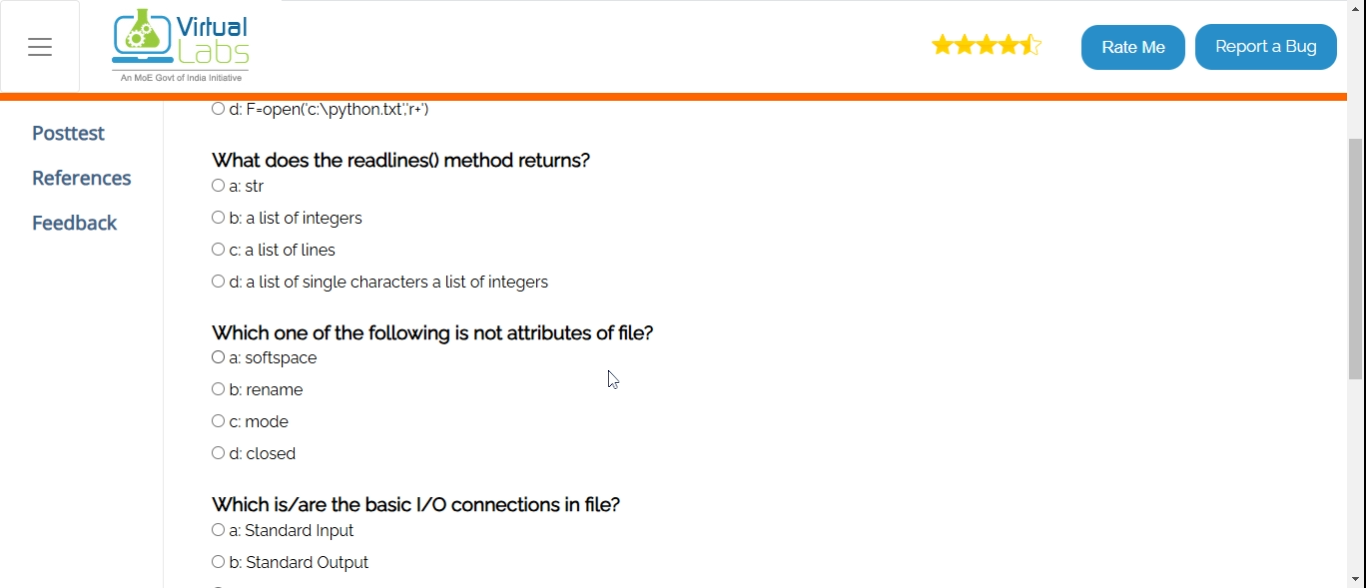 Virtual
Labs
An MoE Govt of India Initiative
Rate Me
Report a Bug
Posttest
References
Feedback
d: F=open('c:\python.txt','r+')
What does the readlines() method returns?
a: str
b: a list of integers
c: a list of lines
d: a list of single characters a list of integers
Which one of the following is not attributes of file?
a: softspace
b: rename
c: mode
d: closed
Which is/are the basic I/O connections in file?
a: Standard Input
b: Standard Output